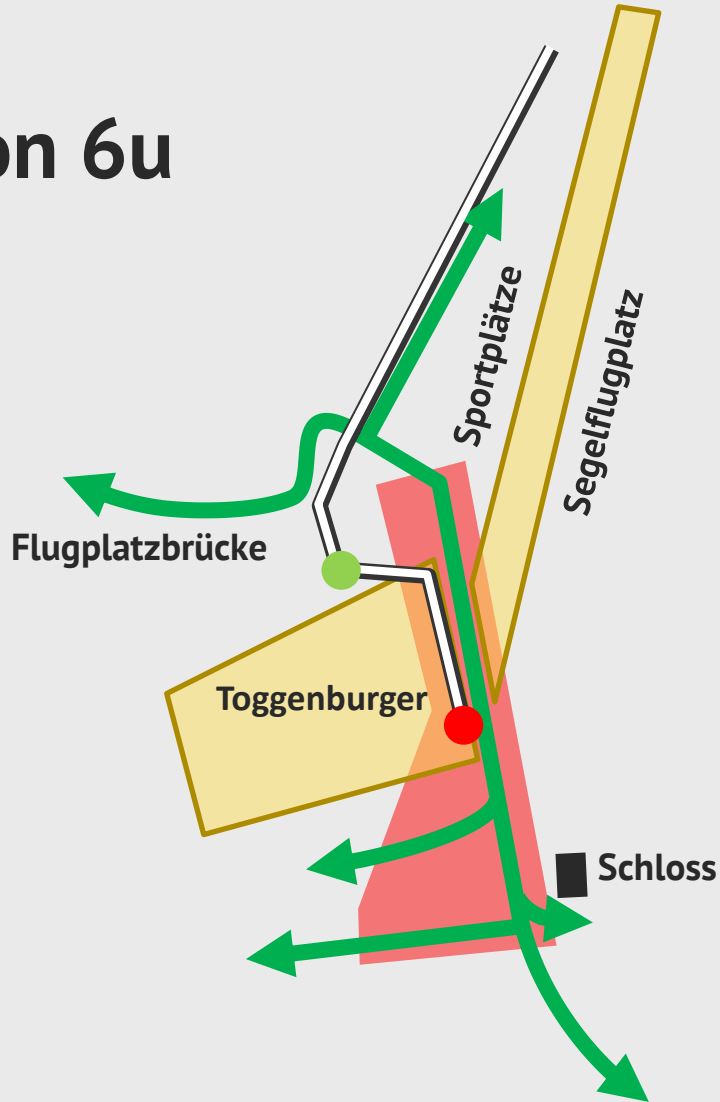 on 6u
Sportplätze
Segelflugplatz
Flugplatzbrücke
Toggenburger
Schloss